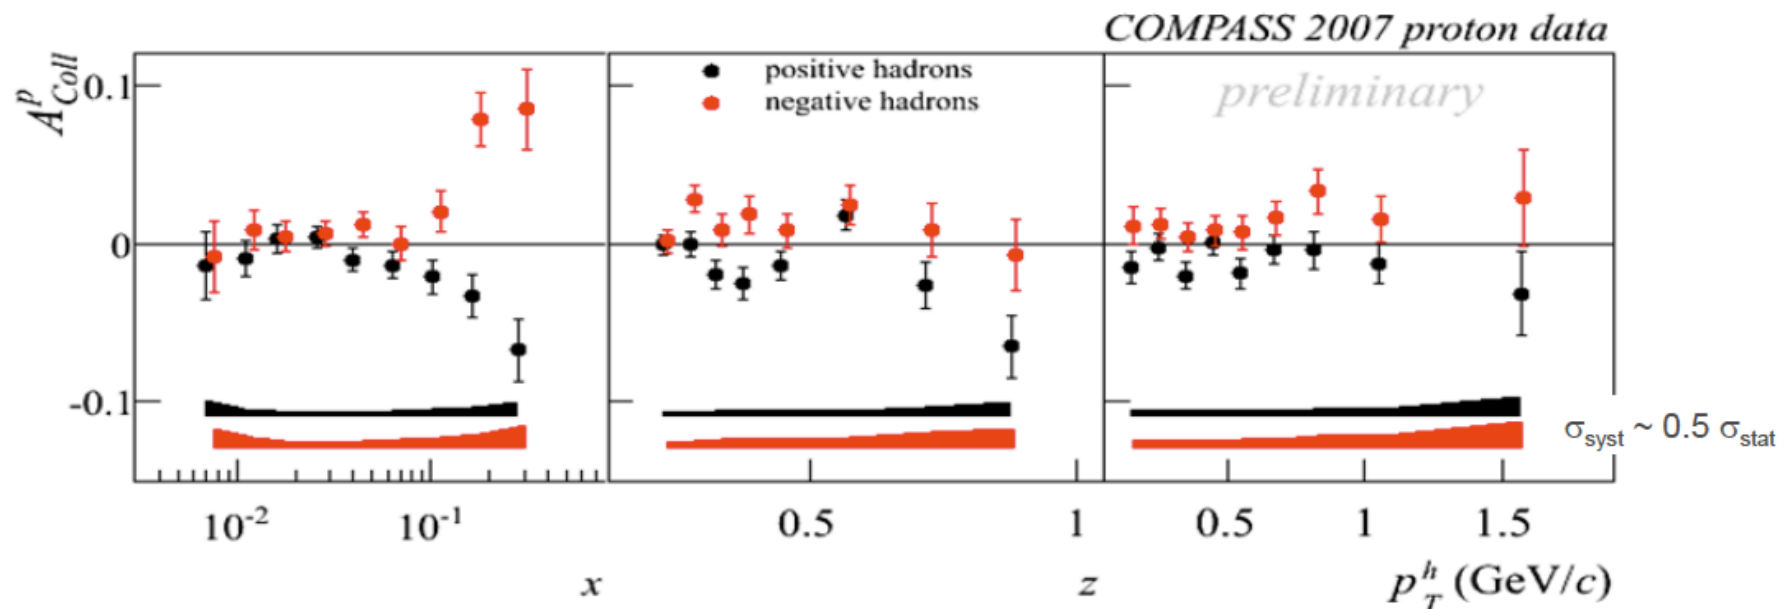 COMPASS 2007 proton data
A^p_Coll
0.1
0
-0.1
positive hadrons
negative hadrons
preliminary
σ_syst ~ 0.5 σ_stat
10^-2 10^-1 0.5 1 0.5 1 1.5
x z p_T^h (GeV/c)